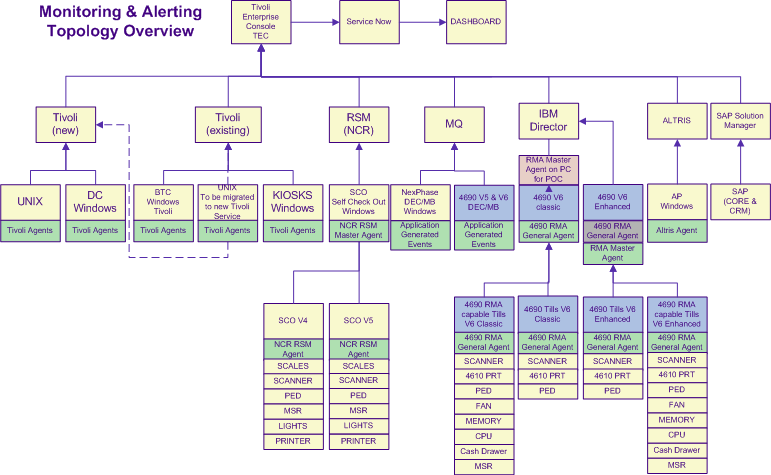 Monitoring & Alerting
Topology Overview
Tivoli
Enterprise
Console
TEC
Service Now
DASHBOARD
Tivoli
(new)
Tivoli
(existing)
RSM
(NCR)
MQ
IBM
Director
ALTRIS
SAP Solution
Manager
RMA Master
Agent on PC
for POC
UNIX
Tivoli Agents
DC
Windows
Tivoli Agents
BTC
Windows
Tivoli
Tivoli Agents
UNIX
To be migrated
to new Tivoli
Service
Tivoli Agents
KIOSKS
Windows
Tivoli Agents
SCO
Self Check Out
Windows
NCR RSM
Master Agent
NexPhase
DEC/MB
Windows
Application
Generated
Events
4690 V5 & V6
DEC/MB
Application
Generated
Events
4690 V6
classic
4690 RMA
General Agent
4690 V6
Enhanced
4690 RMA
General Agent
RMA Master
Agent
AP
Windows
Altris Agent
SAP
(CORE &
CRM)
SCO V4
NCR RSM
Agent
SCALES
SCANNER
PED
MSR
LIGHTS
PRINTER
SCO V5
NCR RSM
Agent
SCALES
SCANNER
PED
MSR
LIGHTS
PRINTER
4690 RMA
capable Tills
V6 Classic
4690 RMA
General Agent
SCANNER
4610 PRT
PED
FAN
MEMORY
CPU
Cash Drawer
MSR
4690 Tills V6
Classic
4690 RMA
General Agent
SCANNER
4610 PRT
PED
4690 Tills V6
Enhanced
4690 RMA
General Agent
SCANNER
4610 PRT
PED
4690 RMA
capable Tills
V6 Enhanced
4690 RMA
General Agent
SCANNER
4610 PRT
PED
FAN
MEMORY
CPU
Cash Drawer
MSR